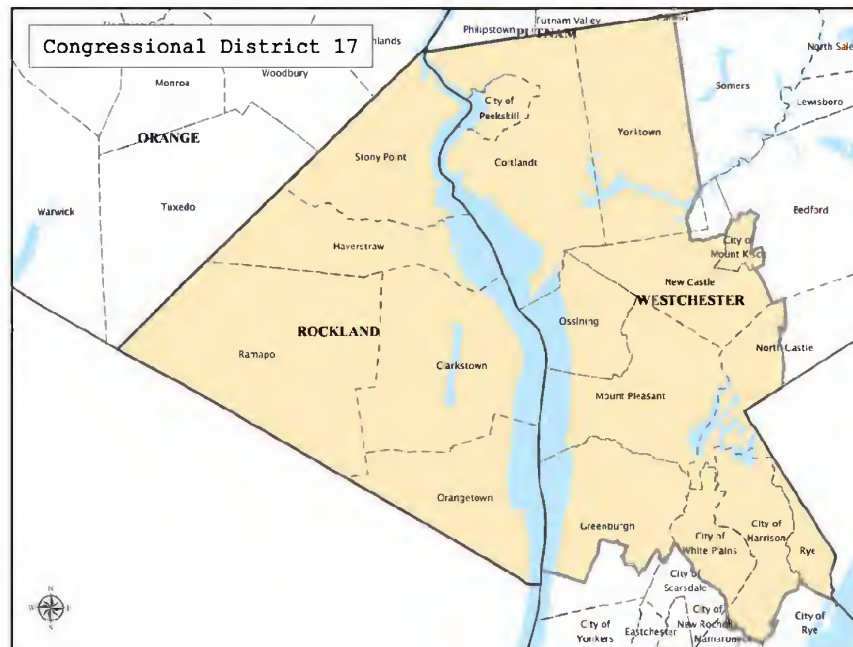 Congressional District 17
Philipstown
Putnam Valley
PUTNAM
Woodbury
Monroe
North Sale
Somers
Lewisboro
City of
Peekskill
Yorktown
ORANGE
Stony Point
Cortlandt
Warwick
Tuxedo
Bedford
Haverstraw
City of
Mount Kisco
New Castle
WESTCHESTER
Ossining
ROCKLAND
Ramapo
Clarkstown
North Castle
Mount Pleasant
Orangetown
Greenburgh
City of
White Plains
City of
Harrison
Rye
City of
Scarsdale
City of
Yonkers
Eastchester
City of
New Rochell
Mamaroneck
City of
Rye